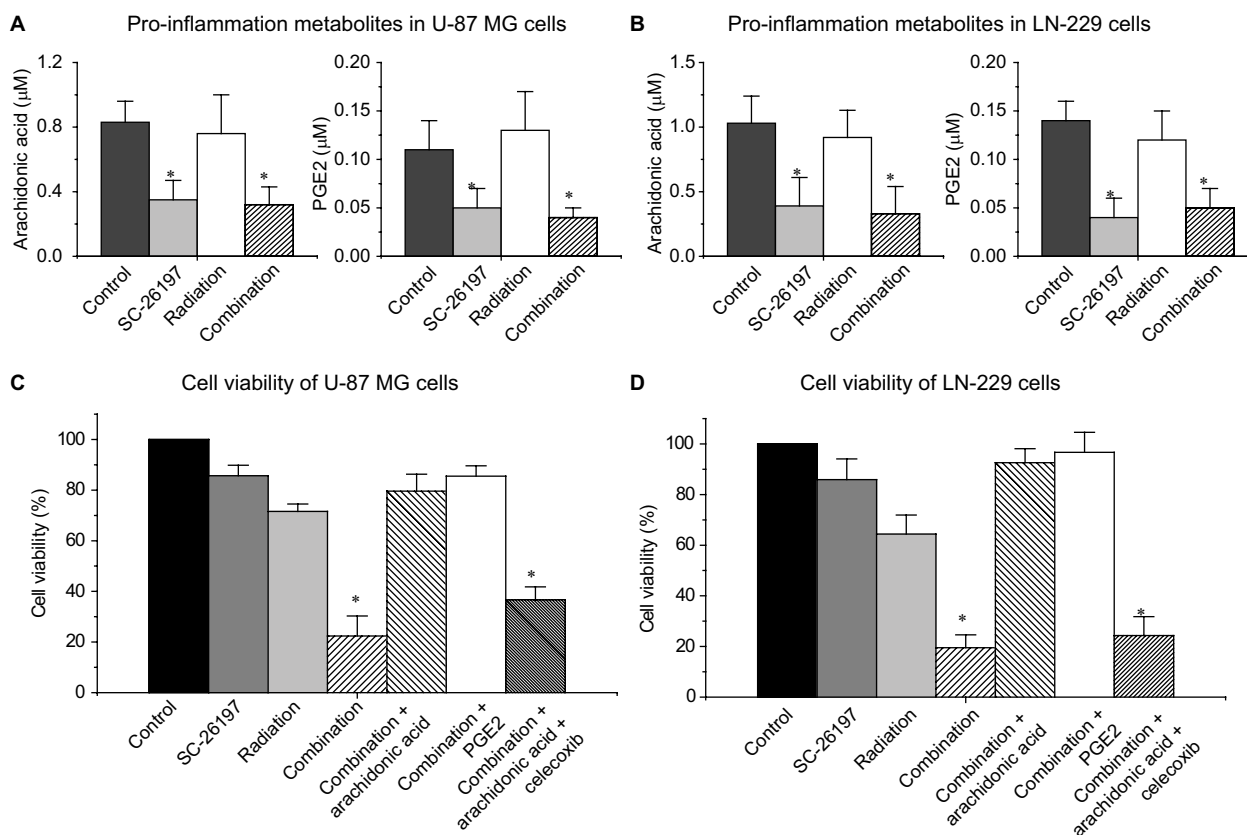 A
Pro-inflammation metabolites in U-87 MG cells
B
Pro-inflammation metabolites in LN-229 cells
Arachidonic acid (μM)
1.2
0.8
0.4
0.0
*
*
Control
SC-26197
Radiation
Combination
PGE2 (μM)
0.20
0.15
0.10
0.05
0.00
*
*
Control
SC-26197
Radiation
Combination
Arachidonic acid (μM)
1.5
1.0
0.5
0.0
*
*
Control
SC-26197
Radiation
Combination
PGE2 (μM)
0.20
0.15
0.10
0.05
0.00
*
*
Control
SC-26197
Radiation
Combination
C
Cell viability of U-87 MG cells
Cell viability (%)
100
80
60
40
20
0
*
*
Control
SC-26197
Radiation
Combination
Combination +
arachidonic acid
Combination +
PGE2
Combination +
arachidonic acid +
celecoxib
D
Cell viability of LN-229 cells
Cell viability (%)
100
80
60
40
20
0
*
*
Control
SC-26197
Radiation
Combination
Combination +
arachidonic acid
Combination +
PGE2
Combination +
arachidonic acid +
celecoxib